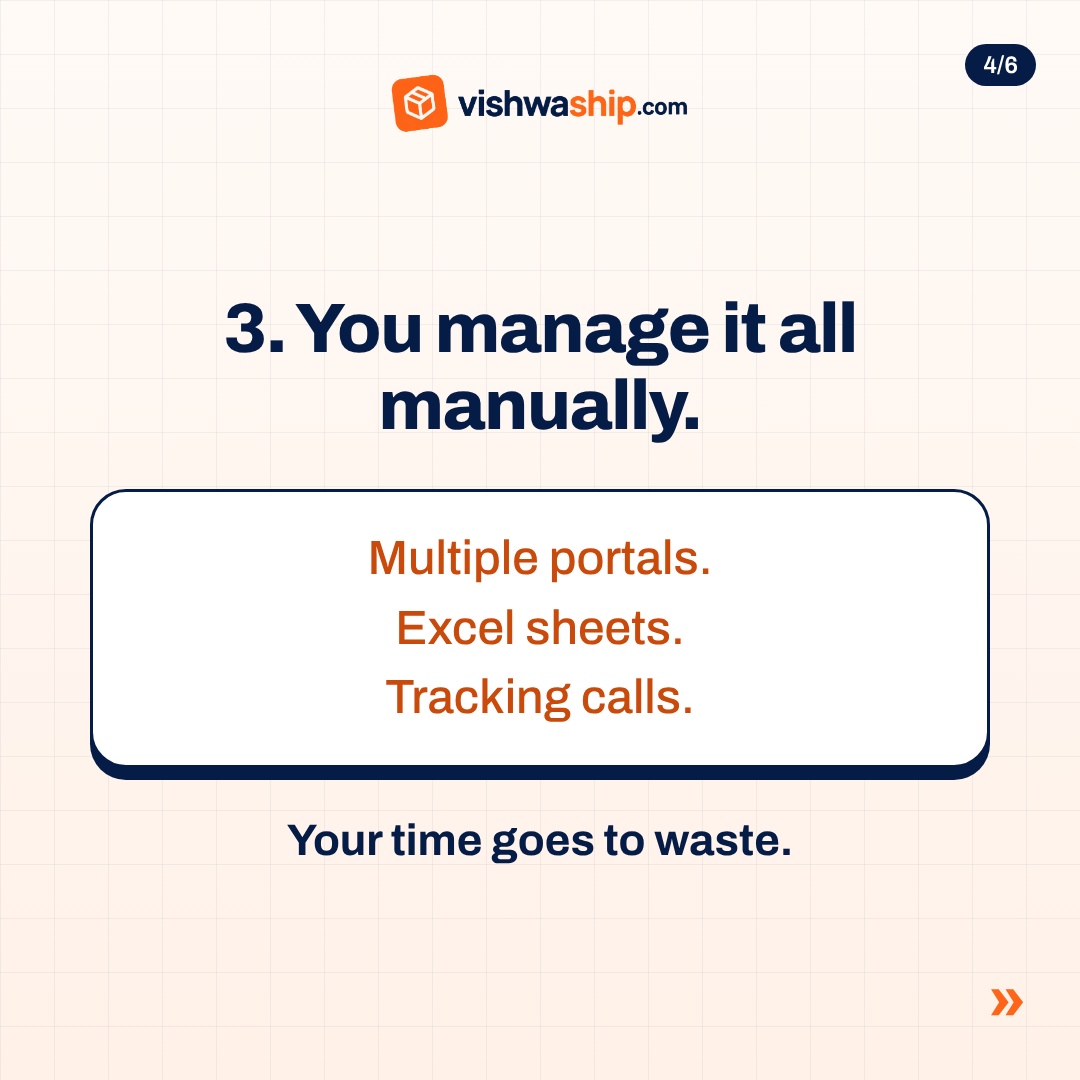 4/6
vishwaship.com
3. You manage it all
manually.
Multiple portals.
Excel sheets.
Tracking calls.
Your time goes to waste.
»